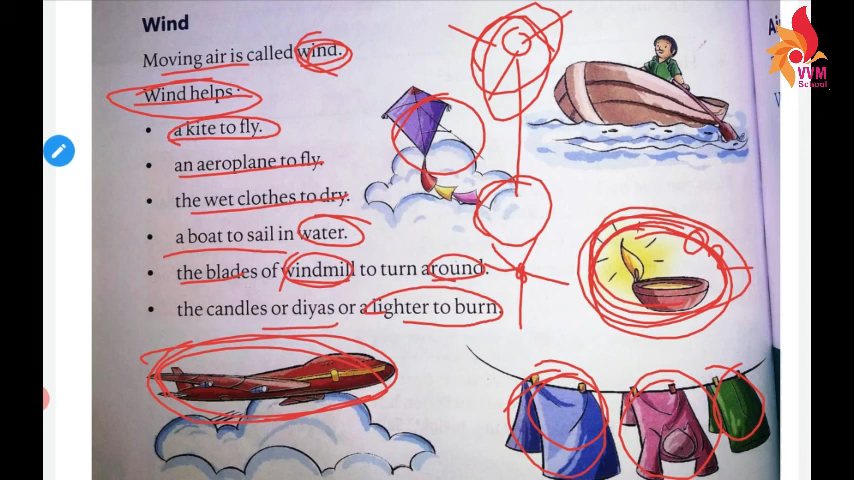 Wind
Moving air is called wind.
Wind helps:
• a kite to fly.
• an aeroplane to fly.
• the wet clothes to dry.
• a boat to sail in water.
• the blades of windmill to turn around.
• the candles or diyas or a lighter to burn.
VVM
School